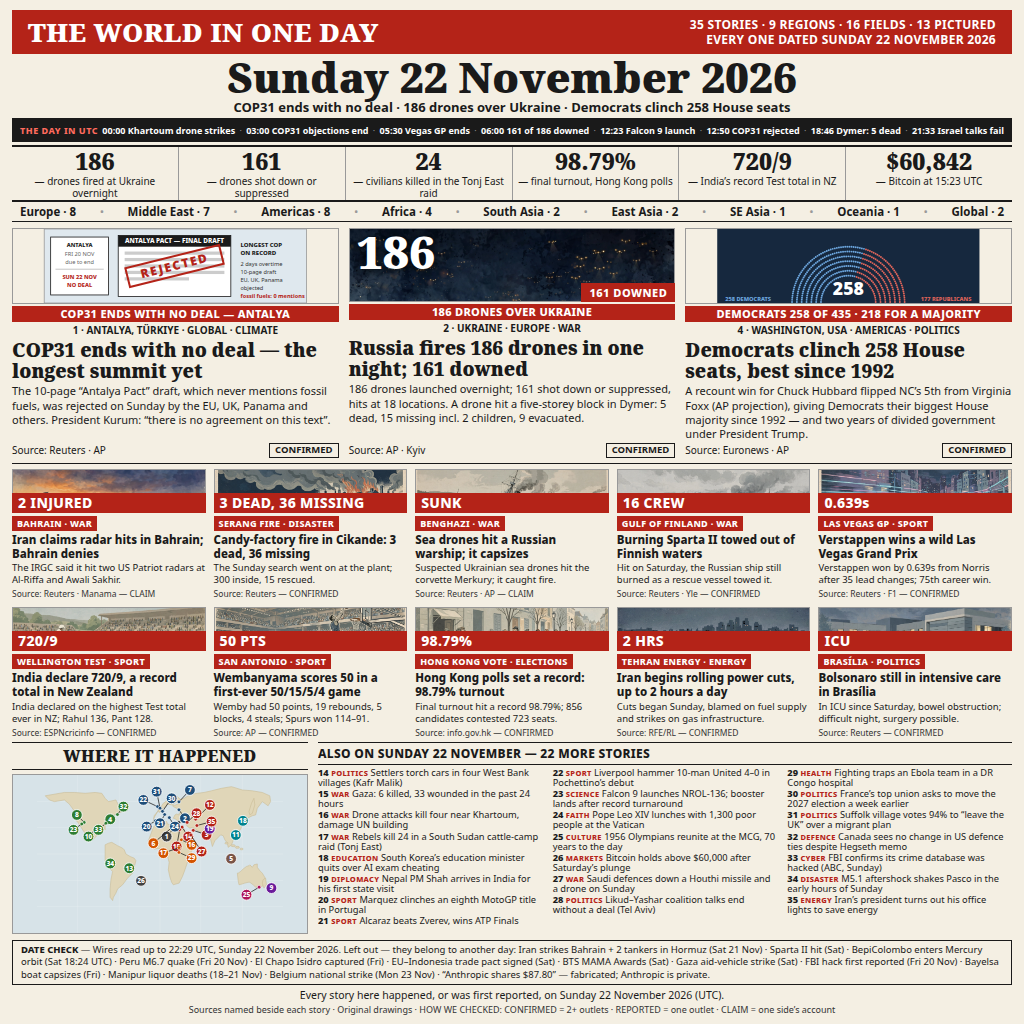 THE WORLD IN ONE DAY
35 STORIES · 9 REGIONS · 16 FIELDS · 13 PICTURED
EVERY ONE DATED SUNDAY 22 NOVEMBER 2026
Sunday 22 November 2026
COP31 ends with no deal · 186 drones over Ukraine · Democrats clinch 258 House seats
THE DAY IN UTC 00:00 Khartoum drone strikes · 03:00 COP31 objections end · 05:30 Vegas GP ends · 06:00 161 of 186 downed · 12:23 Falcon 9 launch · 12:50 COP31 rejected · 18:46 Dymer: 5 dead · 21:33 Israel talks fail
186
— drones fired at Ukraine
overnight
161
— drones shot down or
suppressed
24
— civilians killed in the Tonj East
raid
98.79%
— final turnout, Hong Kong polls
720/9
— India's record Test total in NZ
$60,842
— Bitcoin at 15:23 UTC
Europe · 8 • Middle East · 7 • Americas · 8 • Africa · 4 • South Asia · 2 • East Asia · 2 • SE Asia · 1 • Oceania · 1 • Global · 2
ANTALYA
FRI 20 NOV
due to end
SUN 22 NOV
NO DEAL
ANTALYA PACT — FINAL DRAFT
REJECTED
LONGEST COP
ON RECORD
2 days overtime
10-page draft
EU, UK, Panama
objected
fossil fuels: 0 mentions
COP31 ENDS WITH NO DEAL — ANTALYA
1 · ANTALYA, TÜRKIYE · GLOBAL · CLIMATE
COP31 ends with no deal — the
longest summit yet
The 10-page “Antalya Pact” draft, which never mentions fossil
fuels, was rejected on Sunday by the EU, UK, Panama and
others. President Kurum: “there is no agreement on this text”.
Source: Reuters · AP
CONFIRMED
186
161 DOWNED
186 DRONES OVER UKRAINE
2 · UKRAINE · EUROPE · WAR
Russia fires 186 drones in one
night; 161 downed
186 drones launched overnight; 161 shot down or suppressed,
hits at 18 locations. A drone hit a five-storey block in Dymer: 5
dead, 15 missing incl. 2 children, 9 evacuated.
Source: AP · Kyiv
CONFIRMED
258
258 DEMOCRATS
177 REPUBLICANS
DEMOCRATS 258 OF 435 · 218 FOR A MAJORITY
4 · WASHINGTON, USA · AMERICAS · POLITICS
Democrats clinch 258 House
seats, best since 1992
A recount win for Chuck Hubbard flipped NC's 5th from Virginia
Foxx (AP projection), giving Democrats their biggest House
majority since 1992 — and two years of divided government
under President Trump.
Source: Euronews · AP
CONFIRMED
2 INJURED
BAHRAIN · WAR
Iran claims radar hits in Bahrain;
Bahrain denies
The IRGC said it hit two US Patriot radars at
Al-Riffa and Awali Sakhir.
Source: Reuters · Manama — CLAIM
3 DEAD, 36 MISSING
SERANG FIRE · DISASTER
Candy-factory fire in Cikande: 3
dead, 36 missing
The Sunday search went on at the plant;
300 inside, 15 rescued.
Source: Reuters — CONFIRMED
SUNK
BENGHAZI · WAR
Sea drones hit a Russian
warship; it capsizes
Suspected Ukrainian sea drones hit the
corvette Merkury; it caught fire.
Source: Reuters · AP — CLAIM
16 CREW
GULF OF FINLAND · WAR
Burning Sparta II towed out of
Finnish waters
Hit on Saturday, the Russian ship still
burned as a rescue vessel towed it.
Source: Reuters · Yle — CONFIRMED
0.639s
LAS VEGAS GP · SPORT
Verstappen wins a wild Las
Vegas Grand Prix
Verstappen won by 0.639s from Norris
after 35 lead changes; 75th career win.
Source: Reuters · F1 — CONFIRMED
720/9
WELLINGTON TEST · SPORT
India declare 720/9, a record
total in New Zealand
India declared on the highest Test total
ever in NZ; Rahul 136, Pant 128.
Source: ESPNcricinfo — CONFIRMED
50 PTS
SAN ANTONIO · SPORT
Wembanyama scores 50 in a
first-ever 50/15/5/4 game
Wemby had 50 points, 19 rebounds, 5
blocks, 4 steals; Spurs won 114–91.
Source: AP — CONFIRMED
98.79%
HONG KONG VOTE · ELECTIONS
Hong Kong polls set a record:
98.79% turnout
Final turnout hit a record 98.79%; 856
candidates contested 723 seats.
Source: info.gov.hk — CONFIRMED
2 HRS
TEHRAN ENERGY · ENERGY
Iran begins rolling power cuts,
up to 2 hours a day
Cuts began Sunday, blamed on fuel supply
and strikes on gas infrastructure.
Source: RFE/RL — CONFIRMED
ICU
BRASÍLIA · POLITICS
Bolsonaro still in intensive care
in Brasília
In ICU since Saturday, bowel obstruction;
difficult night, surgery possible.
Source: Reuters — CONFIRMED
WHERE IT HAPPENED
ALSO ON SUNDAY 22 NOVEMBER — 22 MORE STORIES
14 POLITICS Settlers torch cars in four West Bank
villages (Kafr Malik)
15 WAR Gaza: 6 killed, 33 wounded in the past 24
hours
16 WAR Drone attacks kill four near Khartoum,
damage UN building
17 WAR Rebels kill 24 in a South Sudan cattle-camp
raid (Tonj East)
18 EDUCATION South Korea's education minister
quits over AI exam cheating
19 DIPLOMACY Nepal PM Shah arrives in India for
his first state visit
20 SPORT Marquez clinches an eighth MotoGP title
in Portugal
21 SPORT Alcaraz beats Zverev, wins ATP Finals
22 SPORT Liverpool hammer 10-man United 4–0 in
Pochettino's debut
23 SCIENCE Falcon 9 launches NROL-136; booster
lands after record turnaround
24 FAITH Pope Leo XIV lunches with 1,300 poor
people at the Vatican
25 CULTURE 1956 Olympians reunite at the MCG, 70
years to the day
26 MARKETS Bitcoin holds above $60,000 after
Saturday's plunge
27 WAR Saudi defences down a Houthi missile and
a drone on Sunday
28 POLITICS Likud–Yashar coalition talks end
without a deal (Tel Aviv)
29 HEALTH Fighting traps an Ebola team in a DR
Congo hospital
30 POLITICS France's top union asks to move the
2027 election a week earlier
31 POLITICS Suffolk village votes 94% to “leave the
UK” over a migrant plan
32 DEFENCE Canada sees no change in US defence
ties despite Hegseth memo
33 CYBER FBI confirms its crime database was
hacked (ABC, Sunday)
34 DISASTER M5.1 aftershock shakes Pasco in the
early hours of Sunday
35 ENERGY Iran's president turns out his office
lights to save energy
DATE CHECK — Wires read up to 22:29 UTC, Sunday 22 November 2026. Left out — they belong to another day: Iran strikes Bahrain + 2 tankers in Hormuz (Sat 21 Nov) · Sparta II hit (Sat) · BepiColombo enters Mercury
orbit (Sat 18:24 UTC) · Peru M6.7 quake (Fri 20 Nov) · El Chapo Isidro captured (Fri) · EU–Indonesia trade pact signed (Sat) · BTS MAMA Awards (Sat) · Gaza aid-vehicle strike (Sat) · FBI hack first reported (Fri 20 Nov) · Bayelsa
boat capsizes (Fri) · Manipur liquor deaths (18–21 Nov) · Belgium national strike (Mon 23 Nov) · “Anthropic shares $87.80” — fabricated; Anthropic is private.
Every story here happened, or was first reported, on Sunday 22 November 2026 (UTC).
Sources named beside each story · Original drawings · HOW WE CHECKED: CONFIRMED = 2+ outlets · REPORTED = one outlet · CLAIM = one side's account